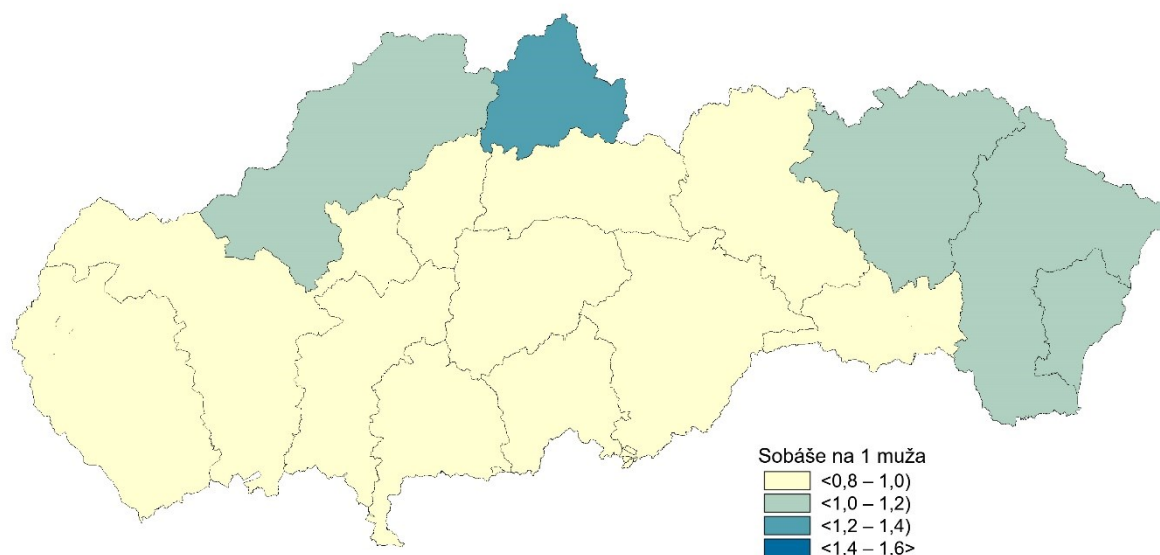 Sobáše na 1 muža
<0,8 – 1,0)
<1,0 – 1,2)
<1,2 – 1,4)
<1,4 – 1,6>